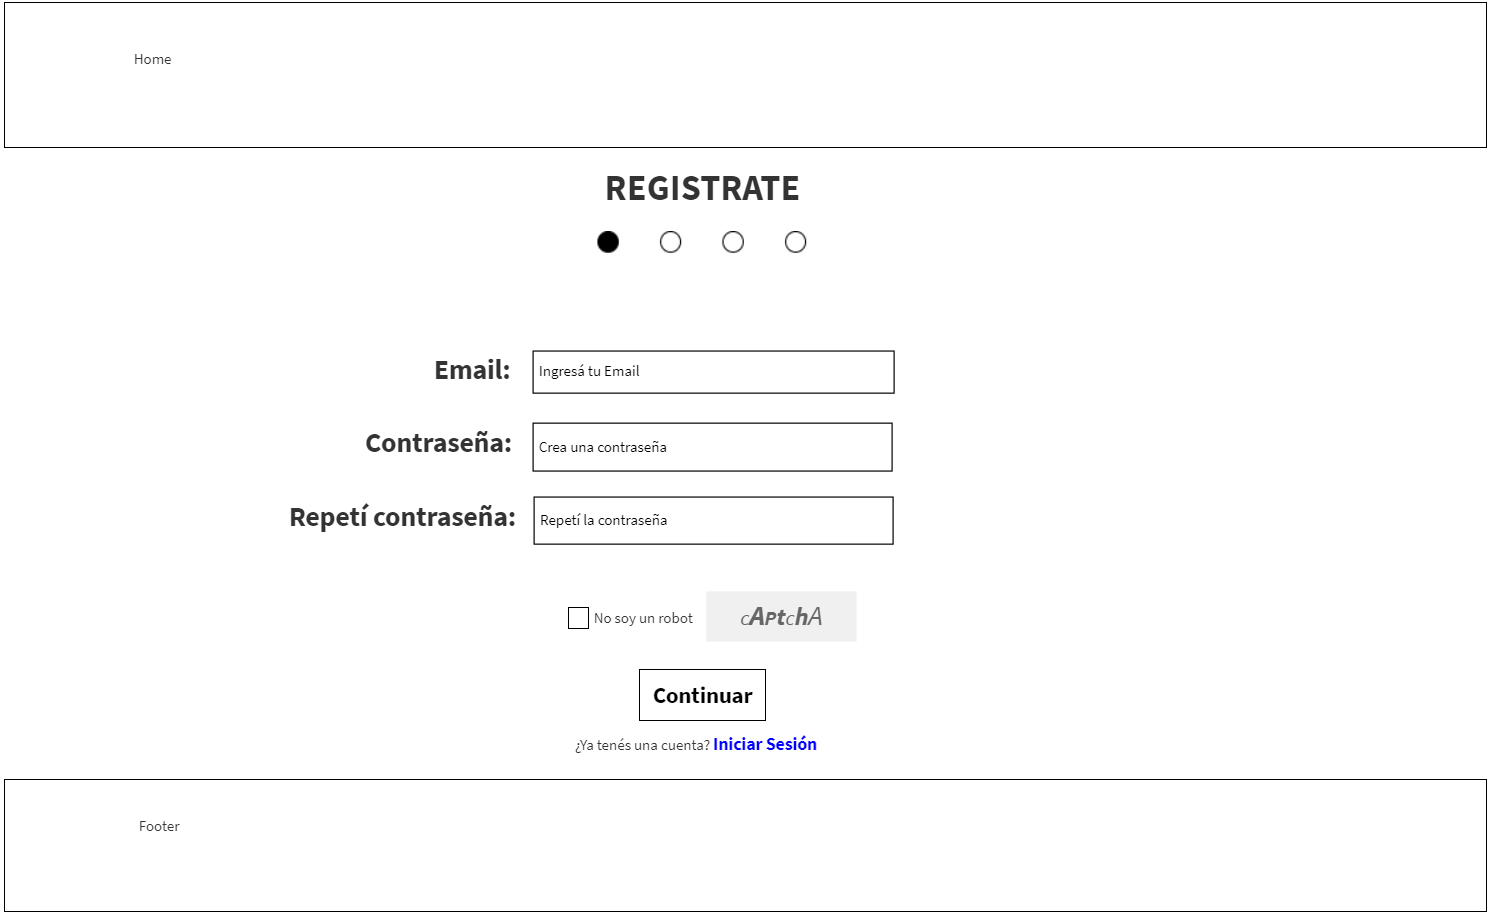 Home
REGISTRATE
Email:
Ingresá tu Email
Contraseña:
Crea una contraseña
Repetí contraseña:
Repetí la contraseña
No soy un robot
cAPtchA
Continuar
¿Ya tenés una cuenta? Iniciar Sesión
Footer